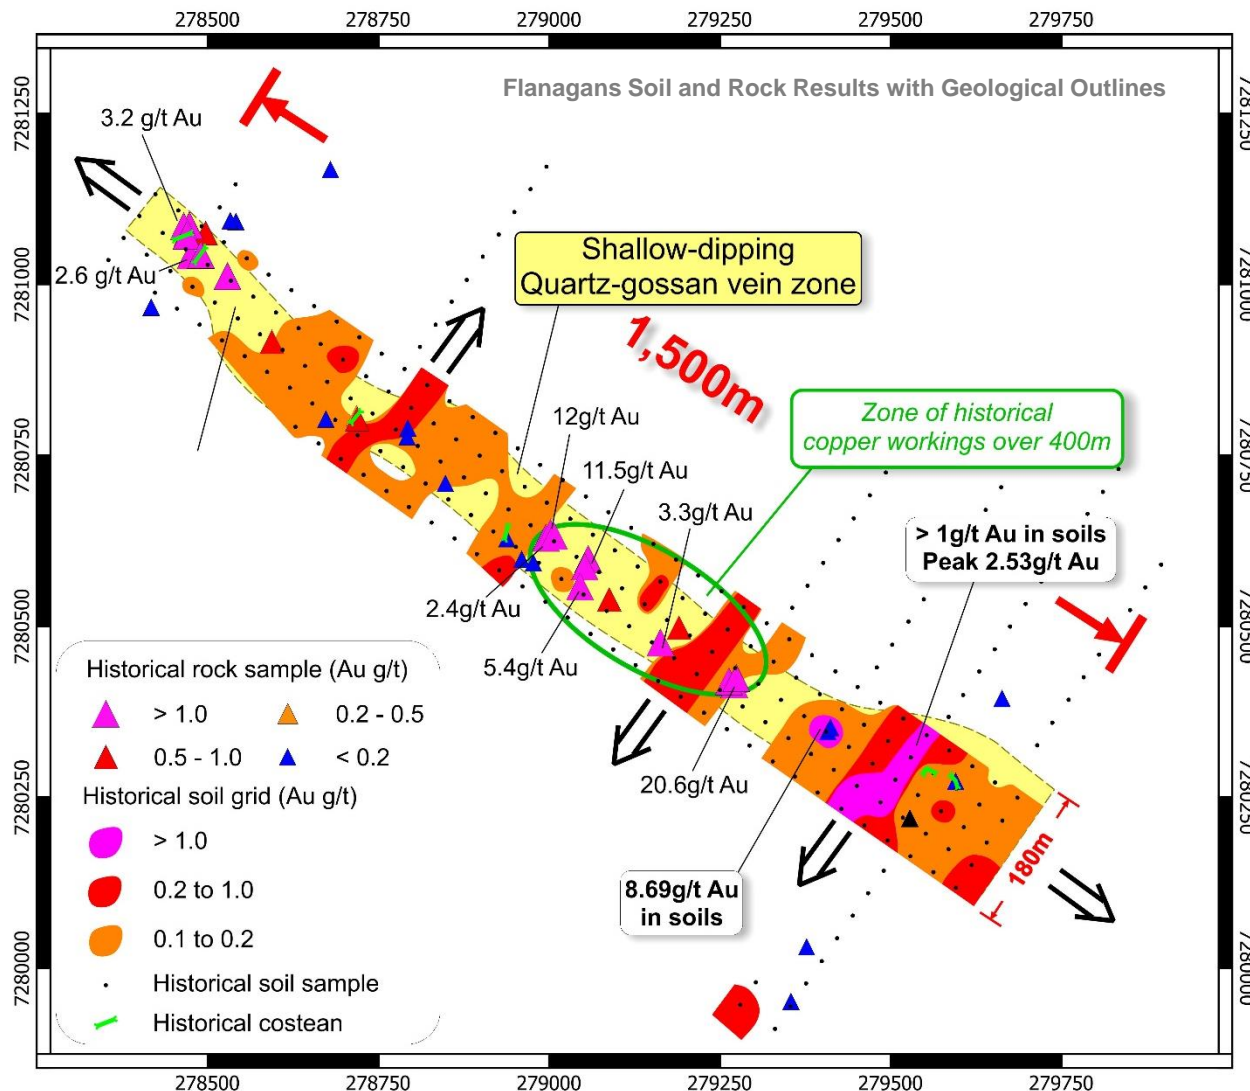 278500 278750 279000 279250 279500 279750
Flanagans Soil and Rock Results with Geological Outlines
7281250
7281250
3.2 g/t Au
2.6 g/t Au
7281000
7281000
Shallow-dipping
Quartz-gossan vein zone
1,500m
Zone of historical
copper workings over 400m
7280750
7280750
12g/t Au
11.5g/t Au
3.3g/t Au
> 1g/t Au in soils
Peak 2.53g/t Au
2.4g/t Au
5.4g/t Au
7280500
7280500
20.6g/t Au
8.69g/t Au
in soils
180m
7280250
7280250
7280000
7280000
Historical rock sample (Au g/t)
> 1.0
0.2 - 0.5
0.5 - 1.0
< 0.2
Historical soil grid (Au g/t)
> 1.0
0.2 to 1.0
0.1 to 0.2
Historical soil sample
Historical costean
278500 278750 279000 279250 279500 279750